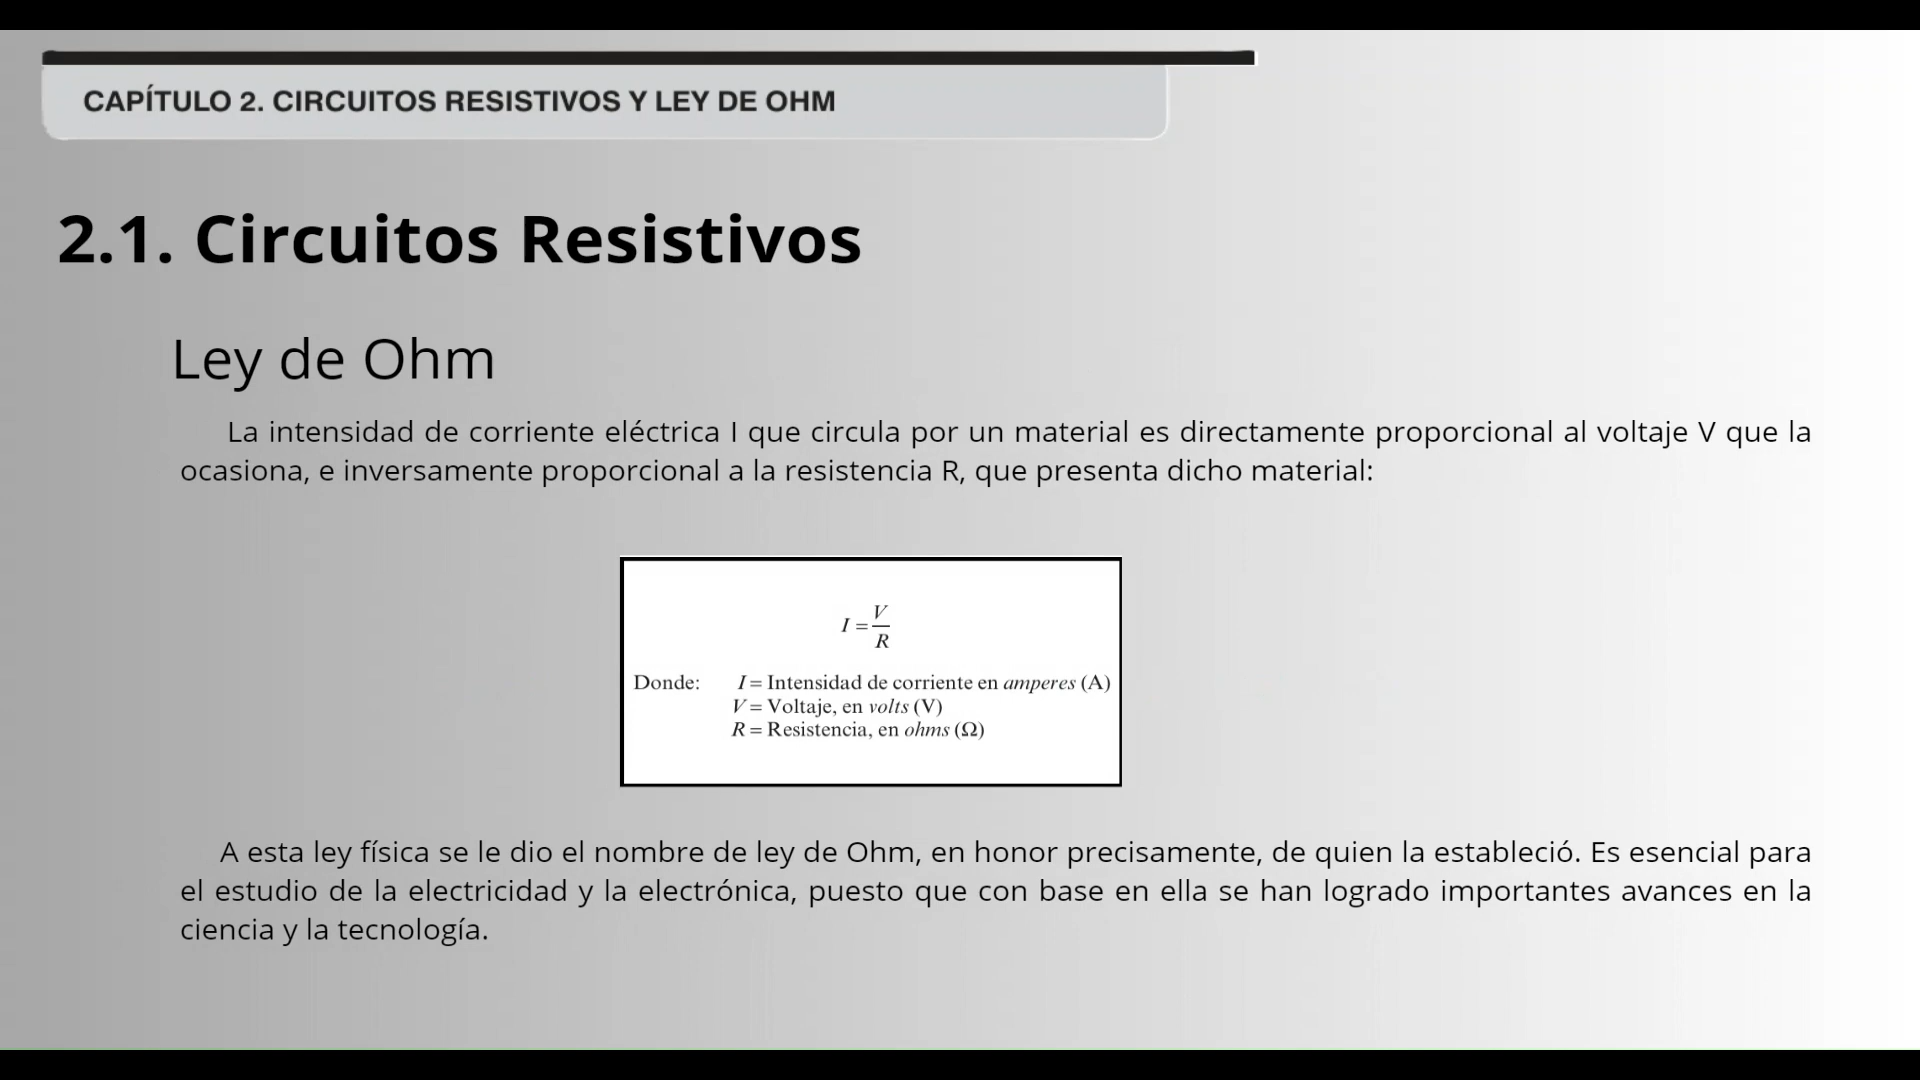 CAPÍTULO 2. CIRCUITOS RESISTIVOS Y LEY DE OHM
2.1. Circuitos Resistivos
Ley de Ohm
La intensidad de corriente eléctrica I que circula por un material es directamente proporcional al voltaje V que la
ocasiona, e inversamente proporcional a la resistencia R, que presenta dicho material:
I = V/R
Donde: I = Intensidad de corriente en amperes (A)
V = Voltaje, en volts (V)
R = Resistencia, en ohms (Ω)
A esta ley física se le dio el nombre de ley de Ohm, en honor precisamente, de quien la estableció. Es esencial para
el estudio de la electricidad y la electrónica, puesto que con base en ella se han logrado importantes avances en la
ciencia y la tecnología.